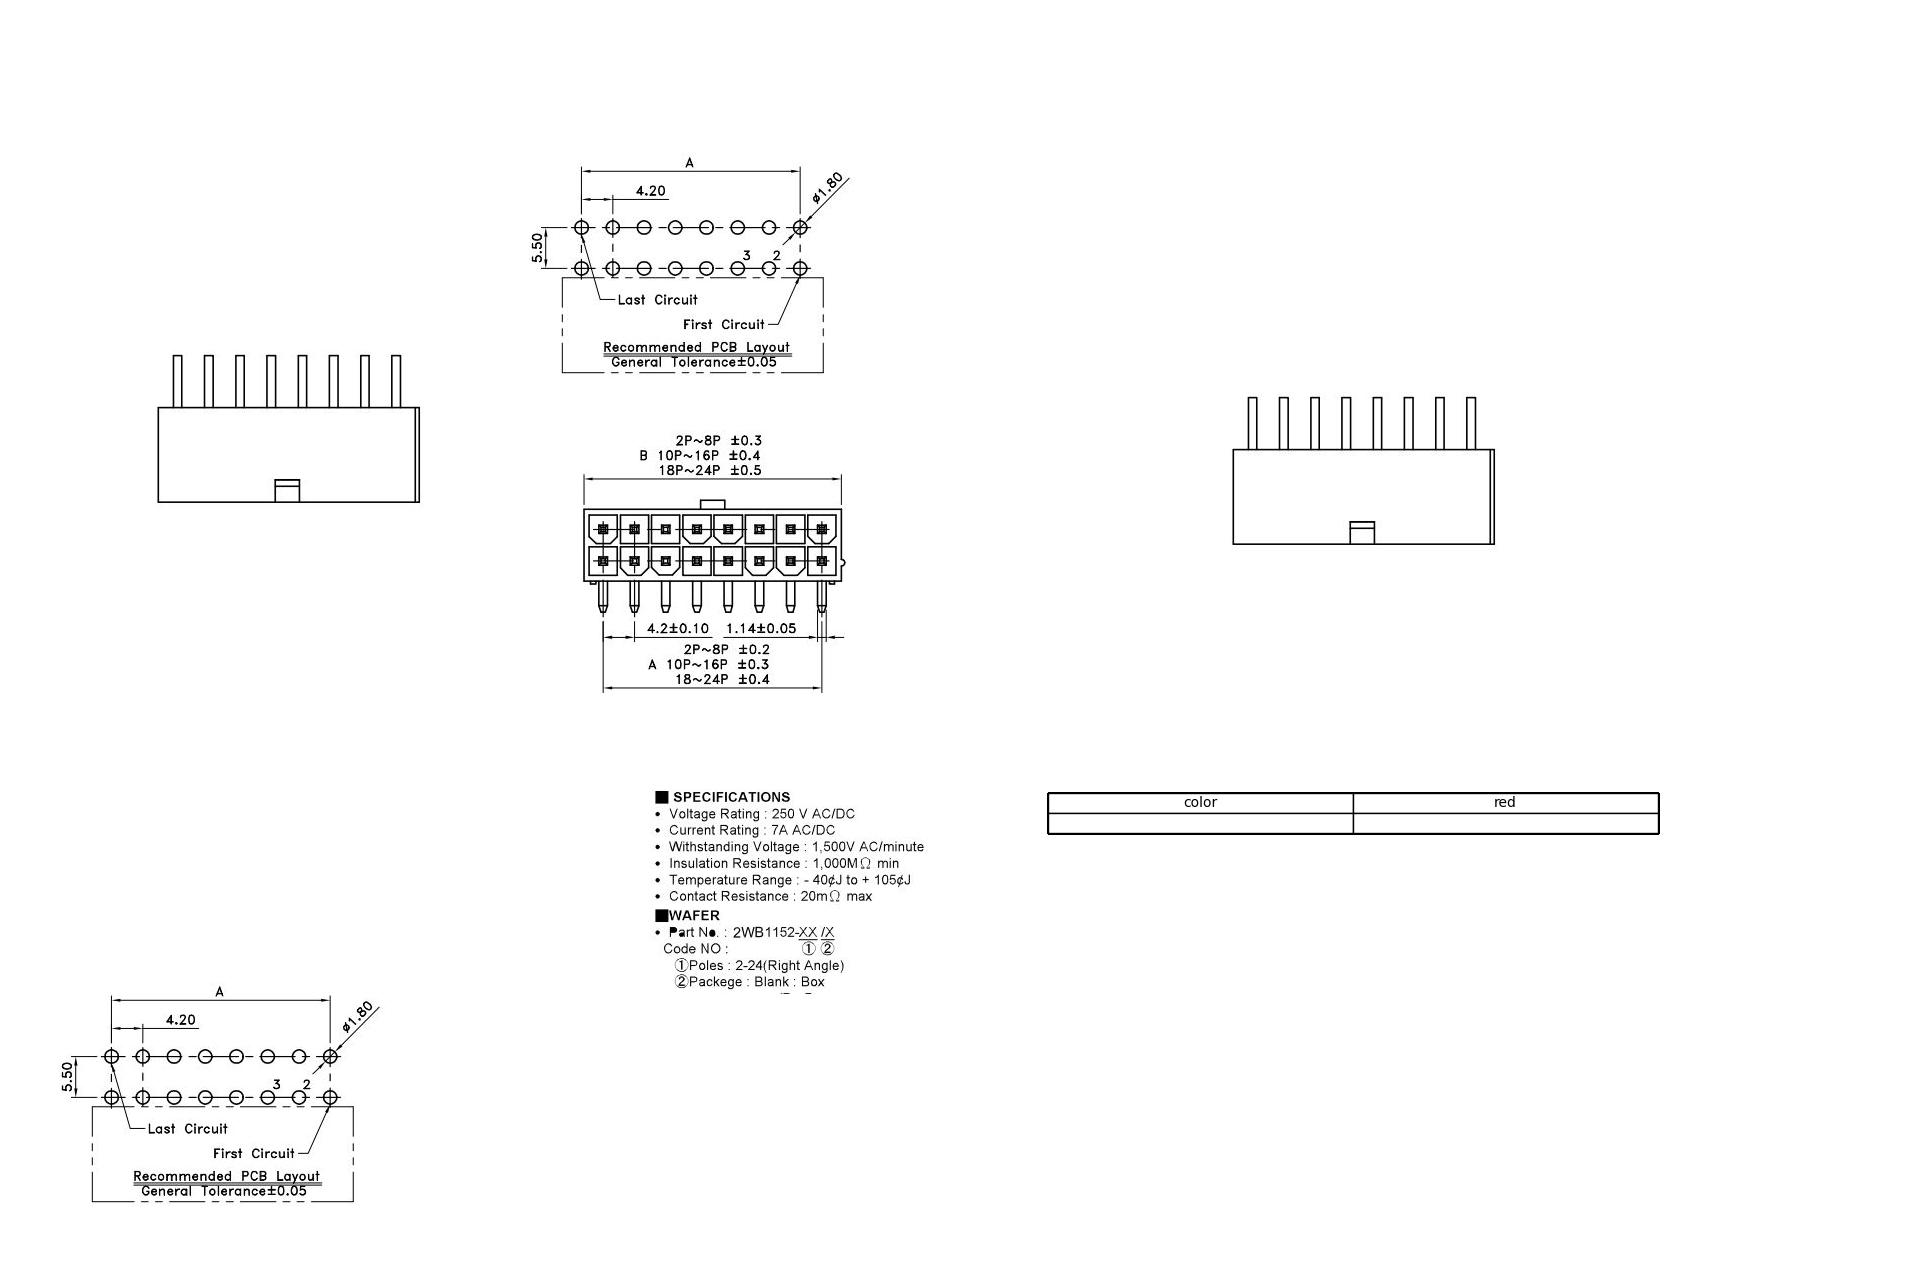 A
4.20
ø1.80
5.50
3 2
Last Circuit
First Circuit
Recommended PCB Layout
General Tolerance±0.05
2P~8P ±0.3
B 10P~16P ±0.4
18P~24P ±0.5
4.2±0.10 1.14±0.05
2P~8P ±0.2
A 10P~16P ±0.3
18~24P ±0.4
■ SPECIFICATIONS
• Voltage Rating : 250 V AC/DC
• Current Rating : 7A AC/DC
• Withstanding Voltage : 1,500V AC/minute
• Insulation Resistance : 1,000MΩ min
• Temperature Range : - 40¢J to + 105¢J
• Contact Resistance : 20mΩ max
■WAFER
• Part No. : 2WB1152-XX /X
Code NO : ① ②
①Poles : 2-24(Right Angle)
②Packege : Blank : Box
color red
A
4.20
ø1.80
5.50
3 2
Last Circuit
First Circuit
Recommended PCB Layout
General Tolerance±0.05